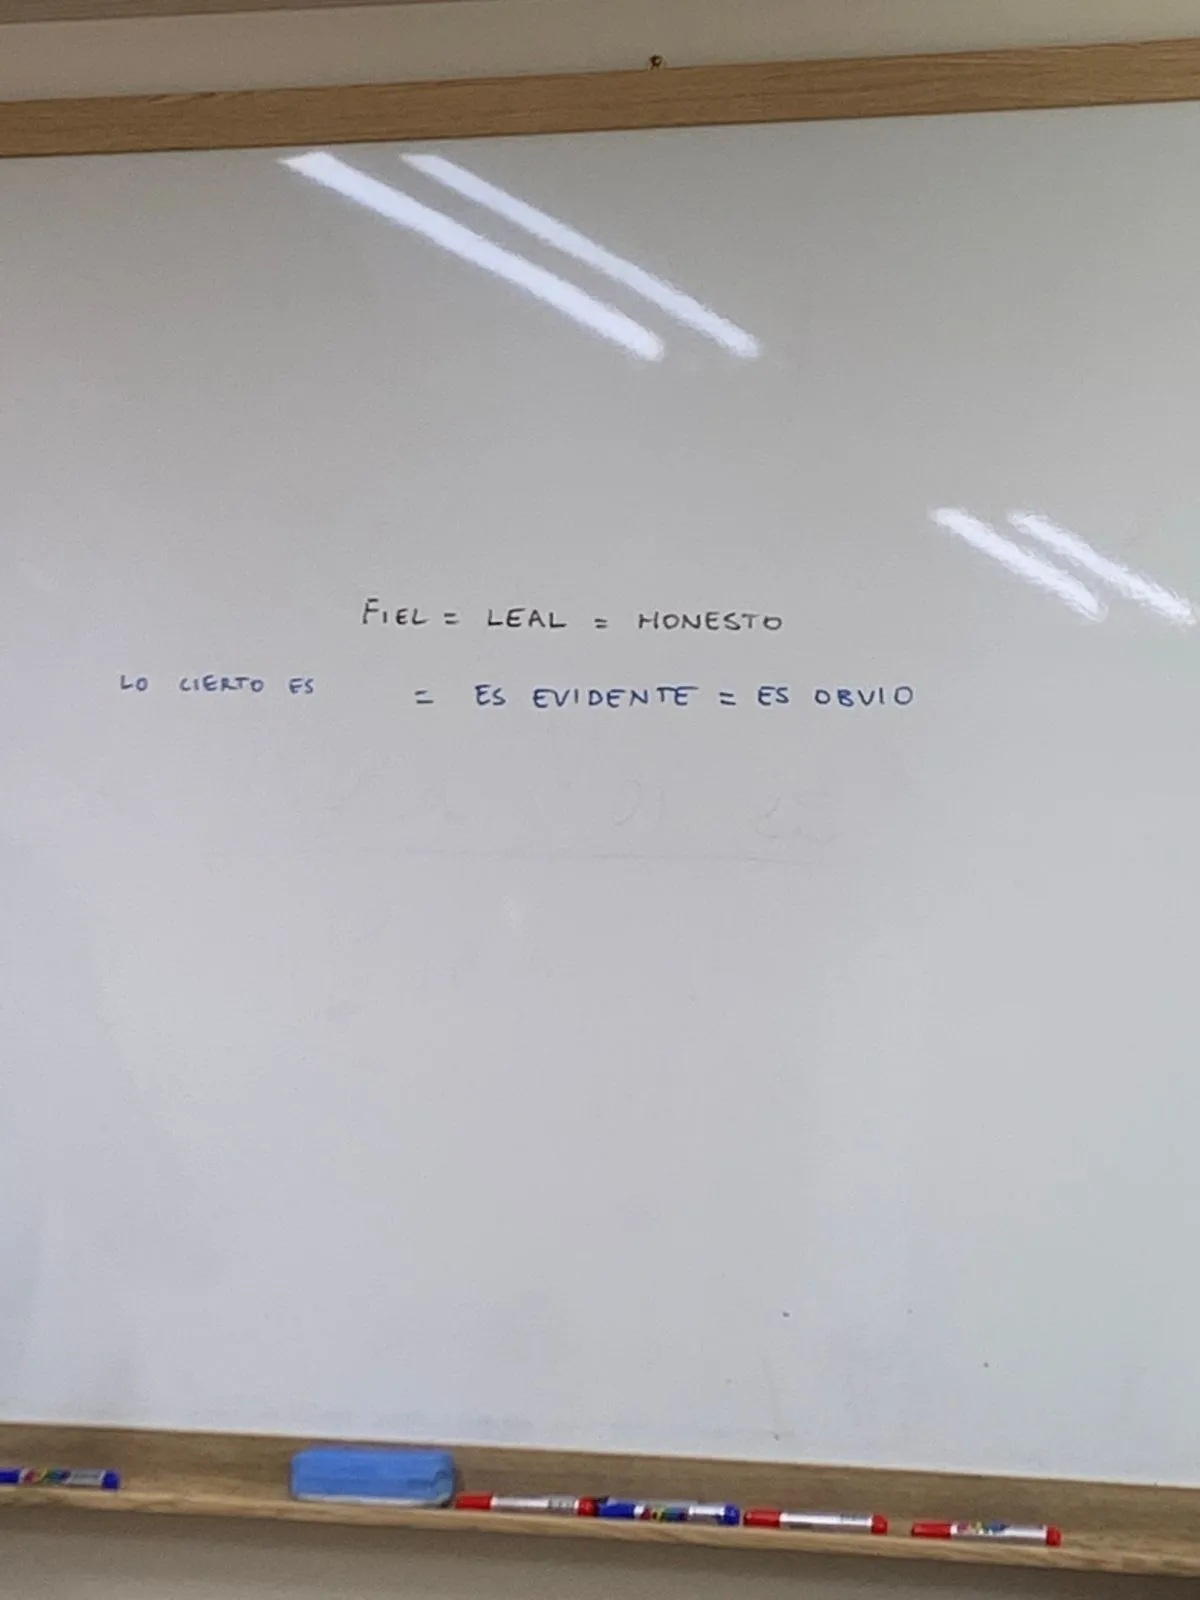 FIEL = LEAL = HONESTO
LO CIERTO ES = ES EVIDENTE = ES OBVIO